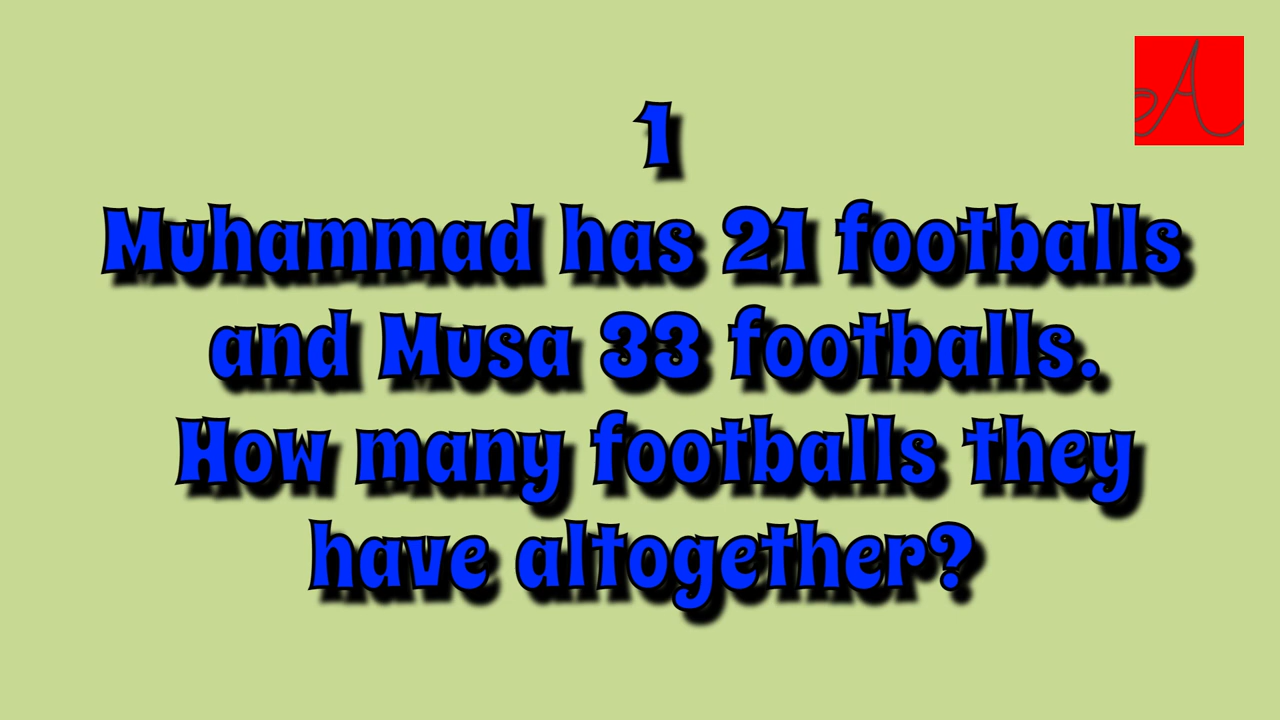 1
Muhammad has 21 footballs
and Musa 33 footballs.
How many footballs they
have altogether?
A